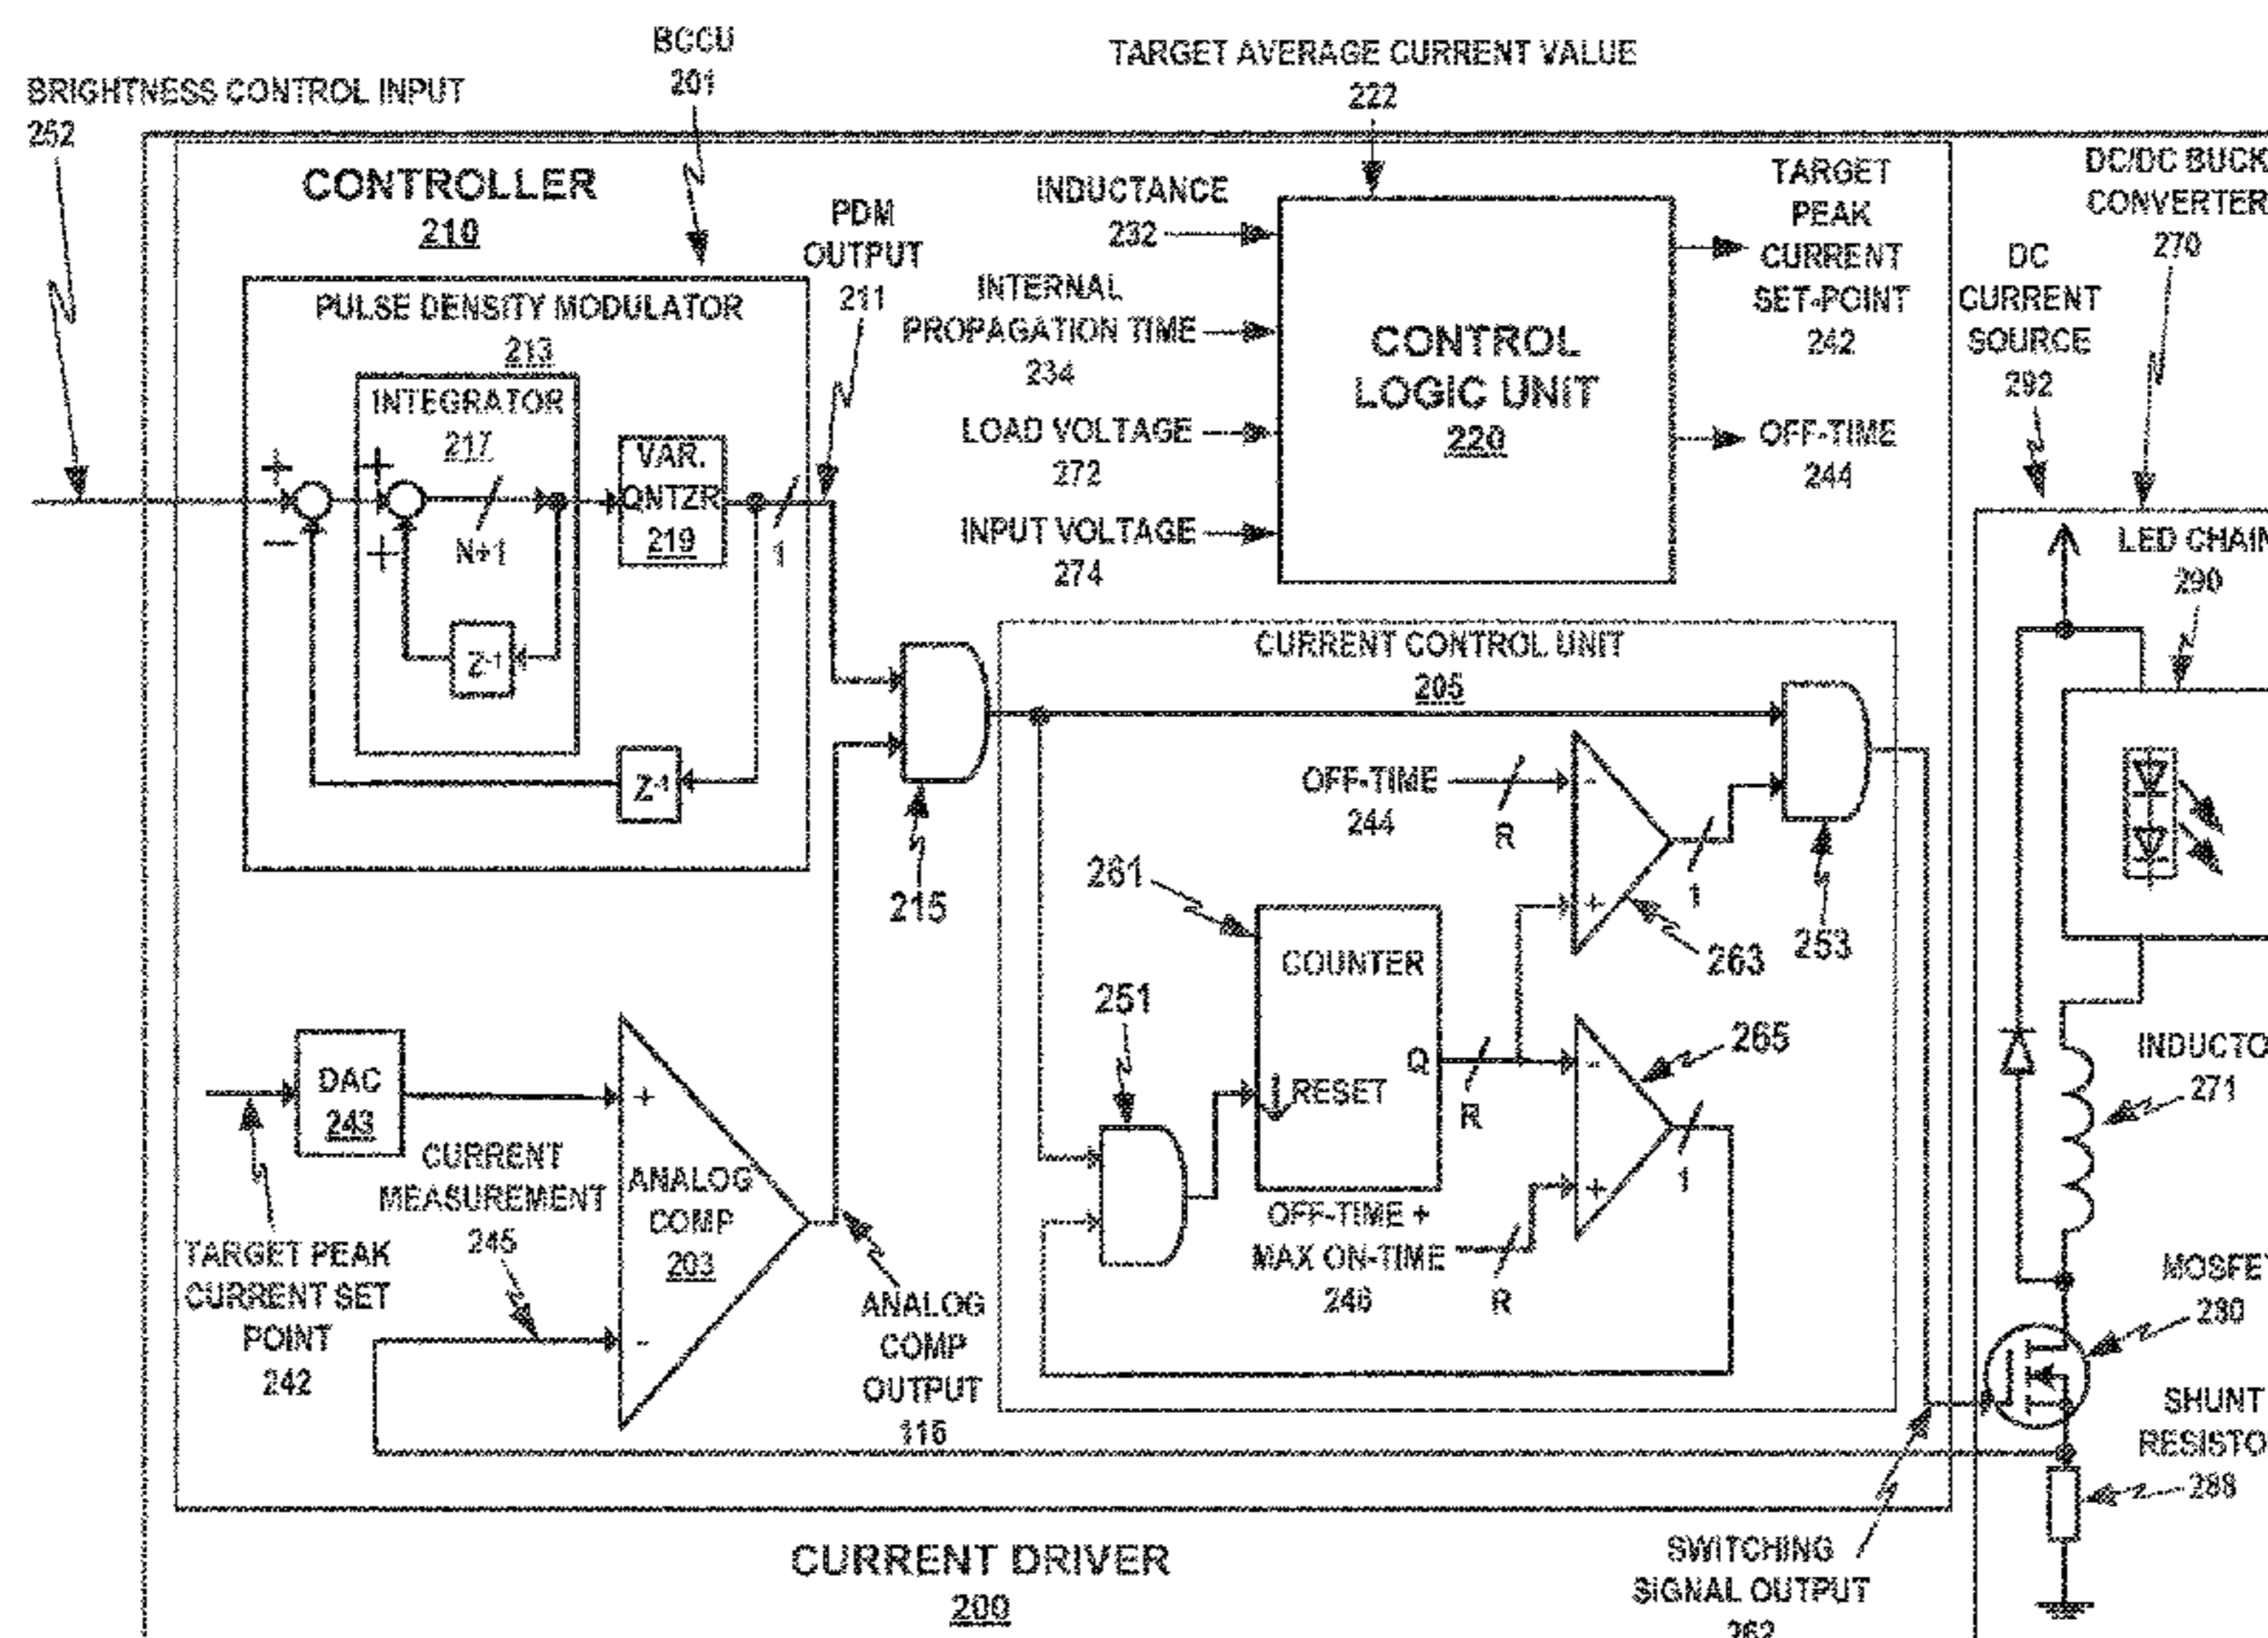 BCCU
201
TARGET AVERAGE CURRENT VALUE
222
BRIGHTNESS CONTROL INPUT
252
CONTROLLER
210
PDM
OUTPUT
211
PULSE DENSITY MODULATOR
213
INTEGRATOR
217
+
+
-
+
N+1
VAR.
QNTZR
219
1
Z-1
Z-1
INDUCTANCE
232
INTERNAL
PROPAGATION TIME
234
LOAD VOLTAGE
272
INPUT VOLTAGE
274
CONTROL
LOGIC UNIT
220
TARGET
PEAK
CURRENT
SET-POINT
242
OFF-TIME
244
DC/DC BUCK
CONVERTER
270
DC
CURRENT
SOURCE
292
LED CHAIN
290
215
CURRENT CONTROL UNIT
205
OFF-TIME
244
R
-
+
1
263
253
261
COUNTER
Q
RESET
R
251
-
+
265
1
OFF-TIME +
MAX ON-TIME
246
R
DAC
243
TARGET PEAK
CURRENT SET
POINT
242
CURRENT
MEASUREMENT
245
+
-
ANALOG
COMP
203
ANALOG
COMP
OUTPUT
116
INDUCTO
271
MOSFET
280
SHUNT
RESISTO
288
SWITCHING
SIGNAL OUTPUT
262
CURRENT DRIVER
200